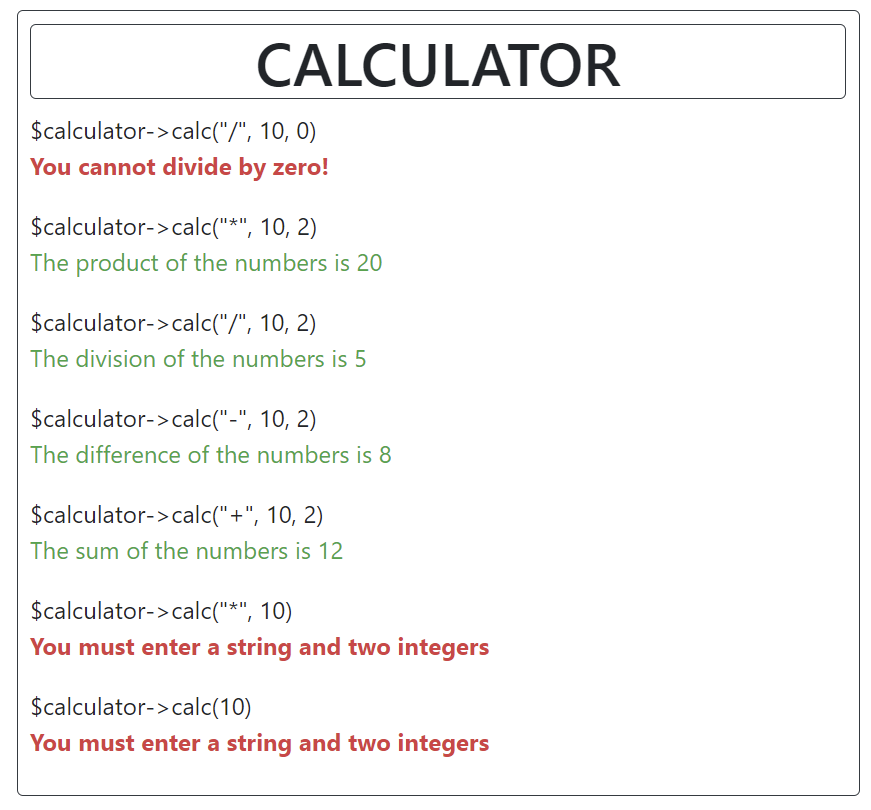 CALCULATOR
$calculator->calc("/", 10, 0)
You cannot divide by zero!
$calculator->calc("*", 10, 2)
The product of the numbers is 20
$calculator->calc("/", 10, 2)
The division of the numbers is 5
$calculator->calc("-", 10, 2)
The difference of the numbers is 8
$calculator->calc("+", 10, 2)
The sum of the numbers is 12
$calculator->calc("*", 10)
You must enter a string and two integers
$calculator->calc(10)
You must enter a string and two integers